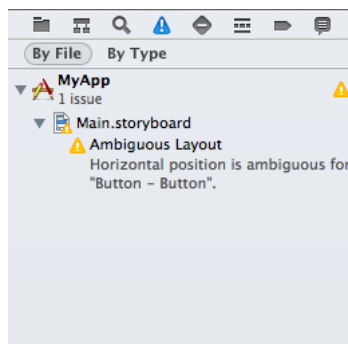 By File By Type
MyApp
1 issue
Main.storyboard
Ambiguous Layout
Horizontal position is ambiguous for
"Button – Button".